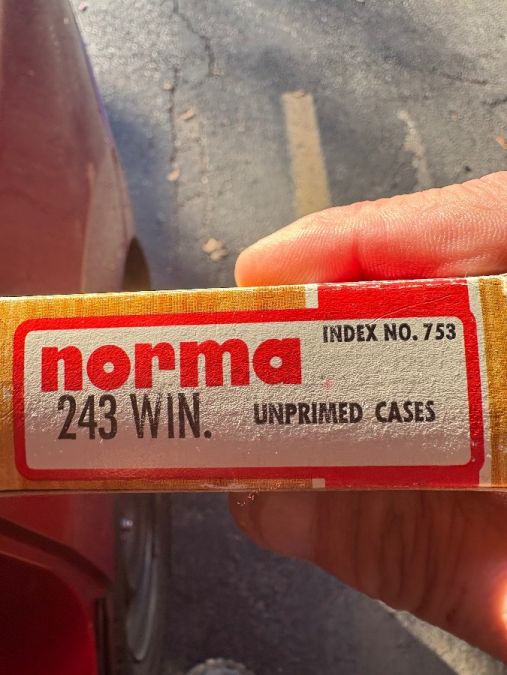 INDEX NO. 753
norma
243 WIN. UNPRIMED CASES